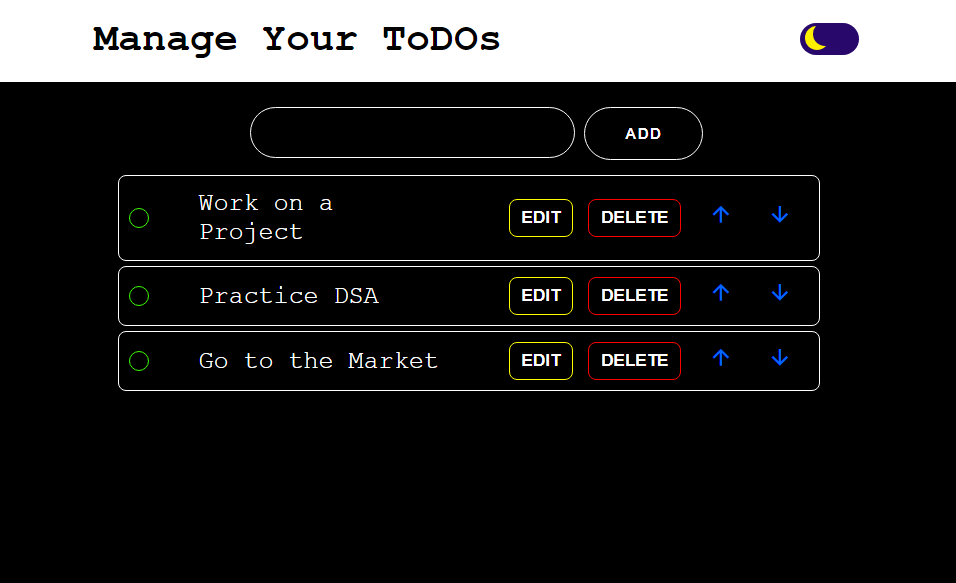 Manage Your ToDOs
ADD
Work on a
Project
EDIT DELETE
Practice DSA EDIT DELETE
Go to the Market EDIT DELETE